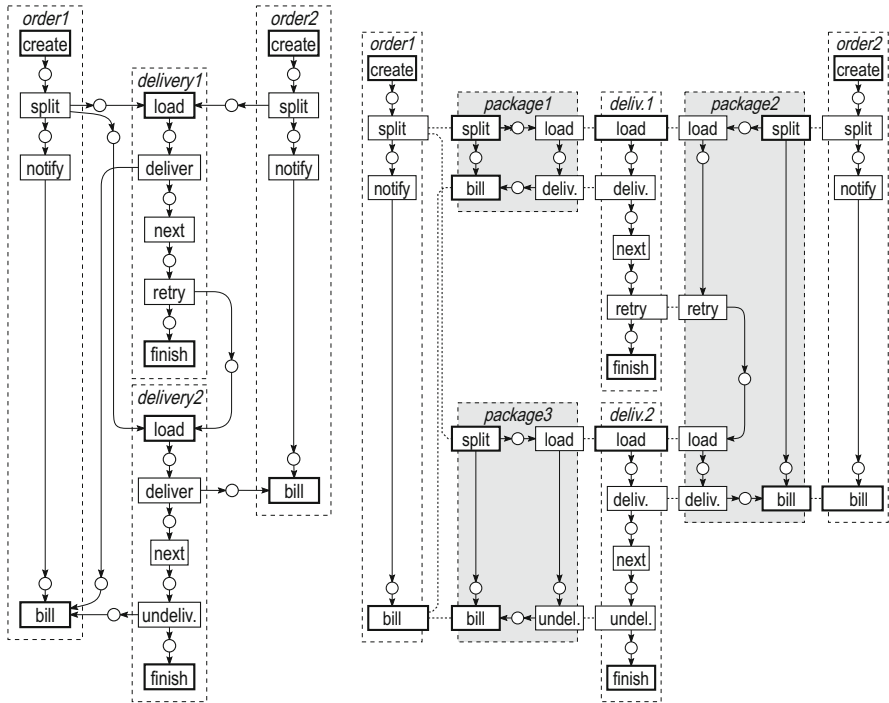 order1
create
split
notify
bill
delivery1
load
deliver
next
retry
finish
delivery2
load
deliver
next
undeliv.
finish
order2
create
split
notify
bill
order1
create
split
notify
bill
package1
split
load
bill
deliv.
package3
split
load
bill
undel.
deliv.1
load
deliv.
next
retry
finish
deliv.2
load
deliv.
next
undel.
finish
package2
load
split
retry
load
deliv.
bill
order2
create
split
notify
bill